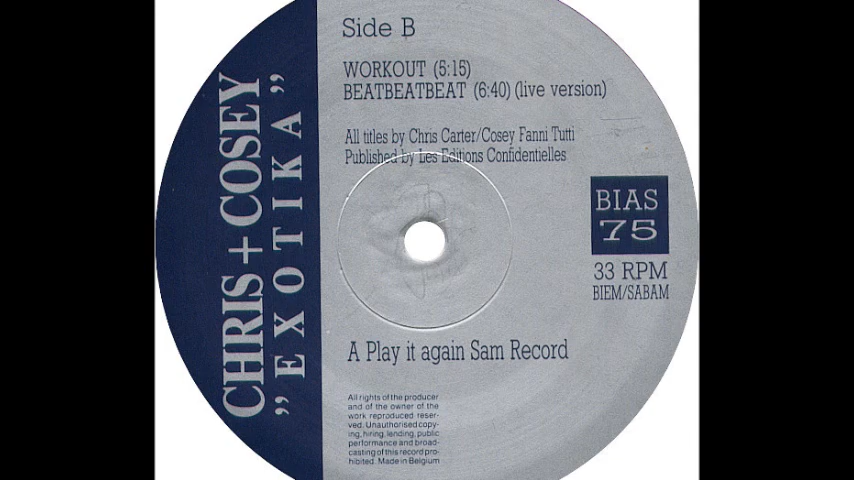 CHRIS + COSEY
„EXOTIKA”
Side B
WORKOUT (5:15)
BEATBEATBEAT (6:40) (live version)
All titles by Chris Carter/Cosey Fanni Tutti
Published by Les Editions Confidentielles
BIAS
75
33 RPM
BIEM/SABAM
A Play it again Sam Record
All rights of the producer
and of the owner of the
work reproduced reser-
ved. Unauthorised copy-
ing, hiring, lending, public
performance and broad-
casting of this record pro-
hibited. Made in Belgium